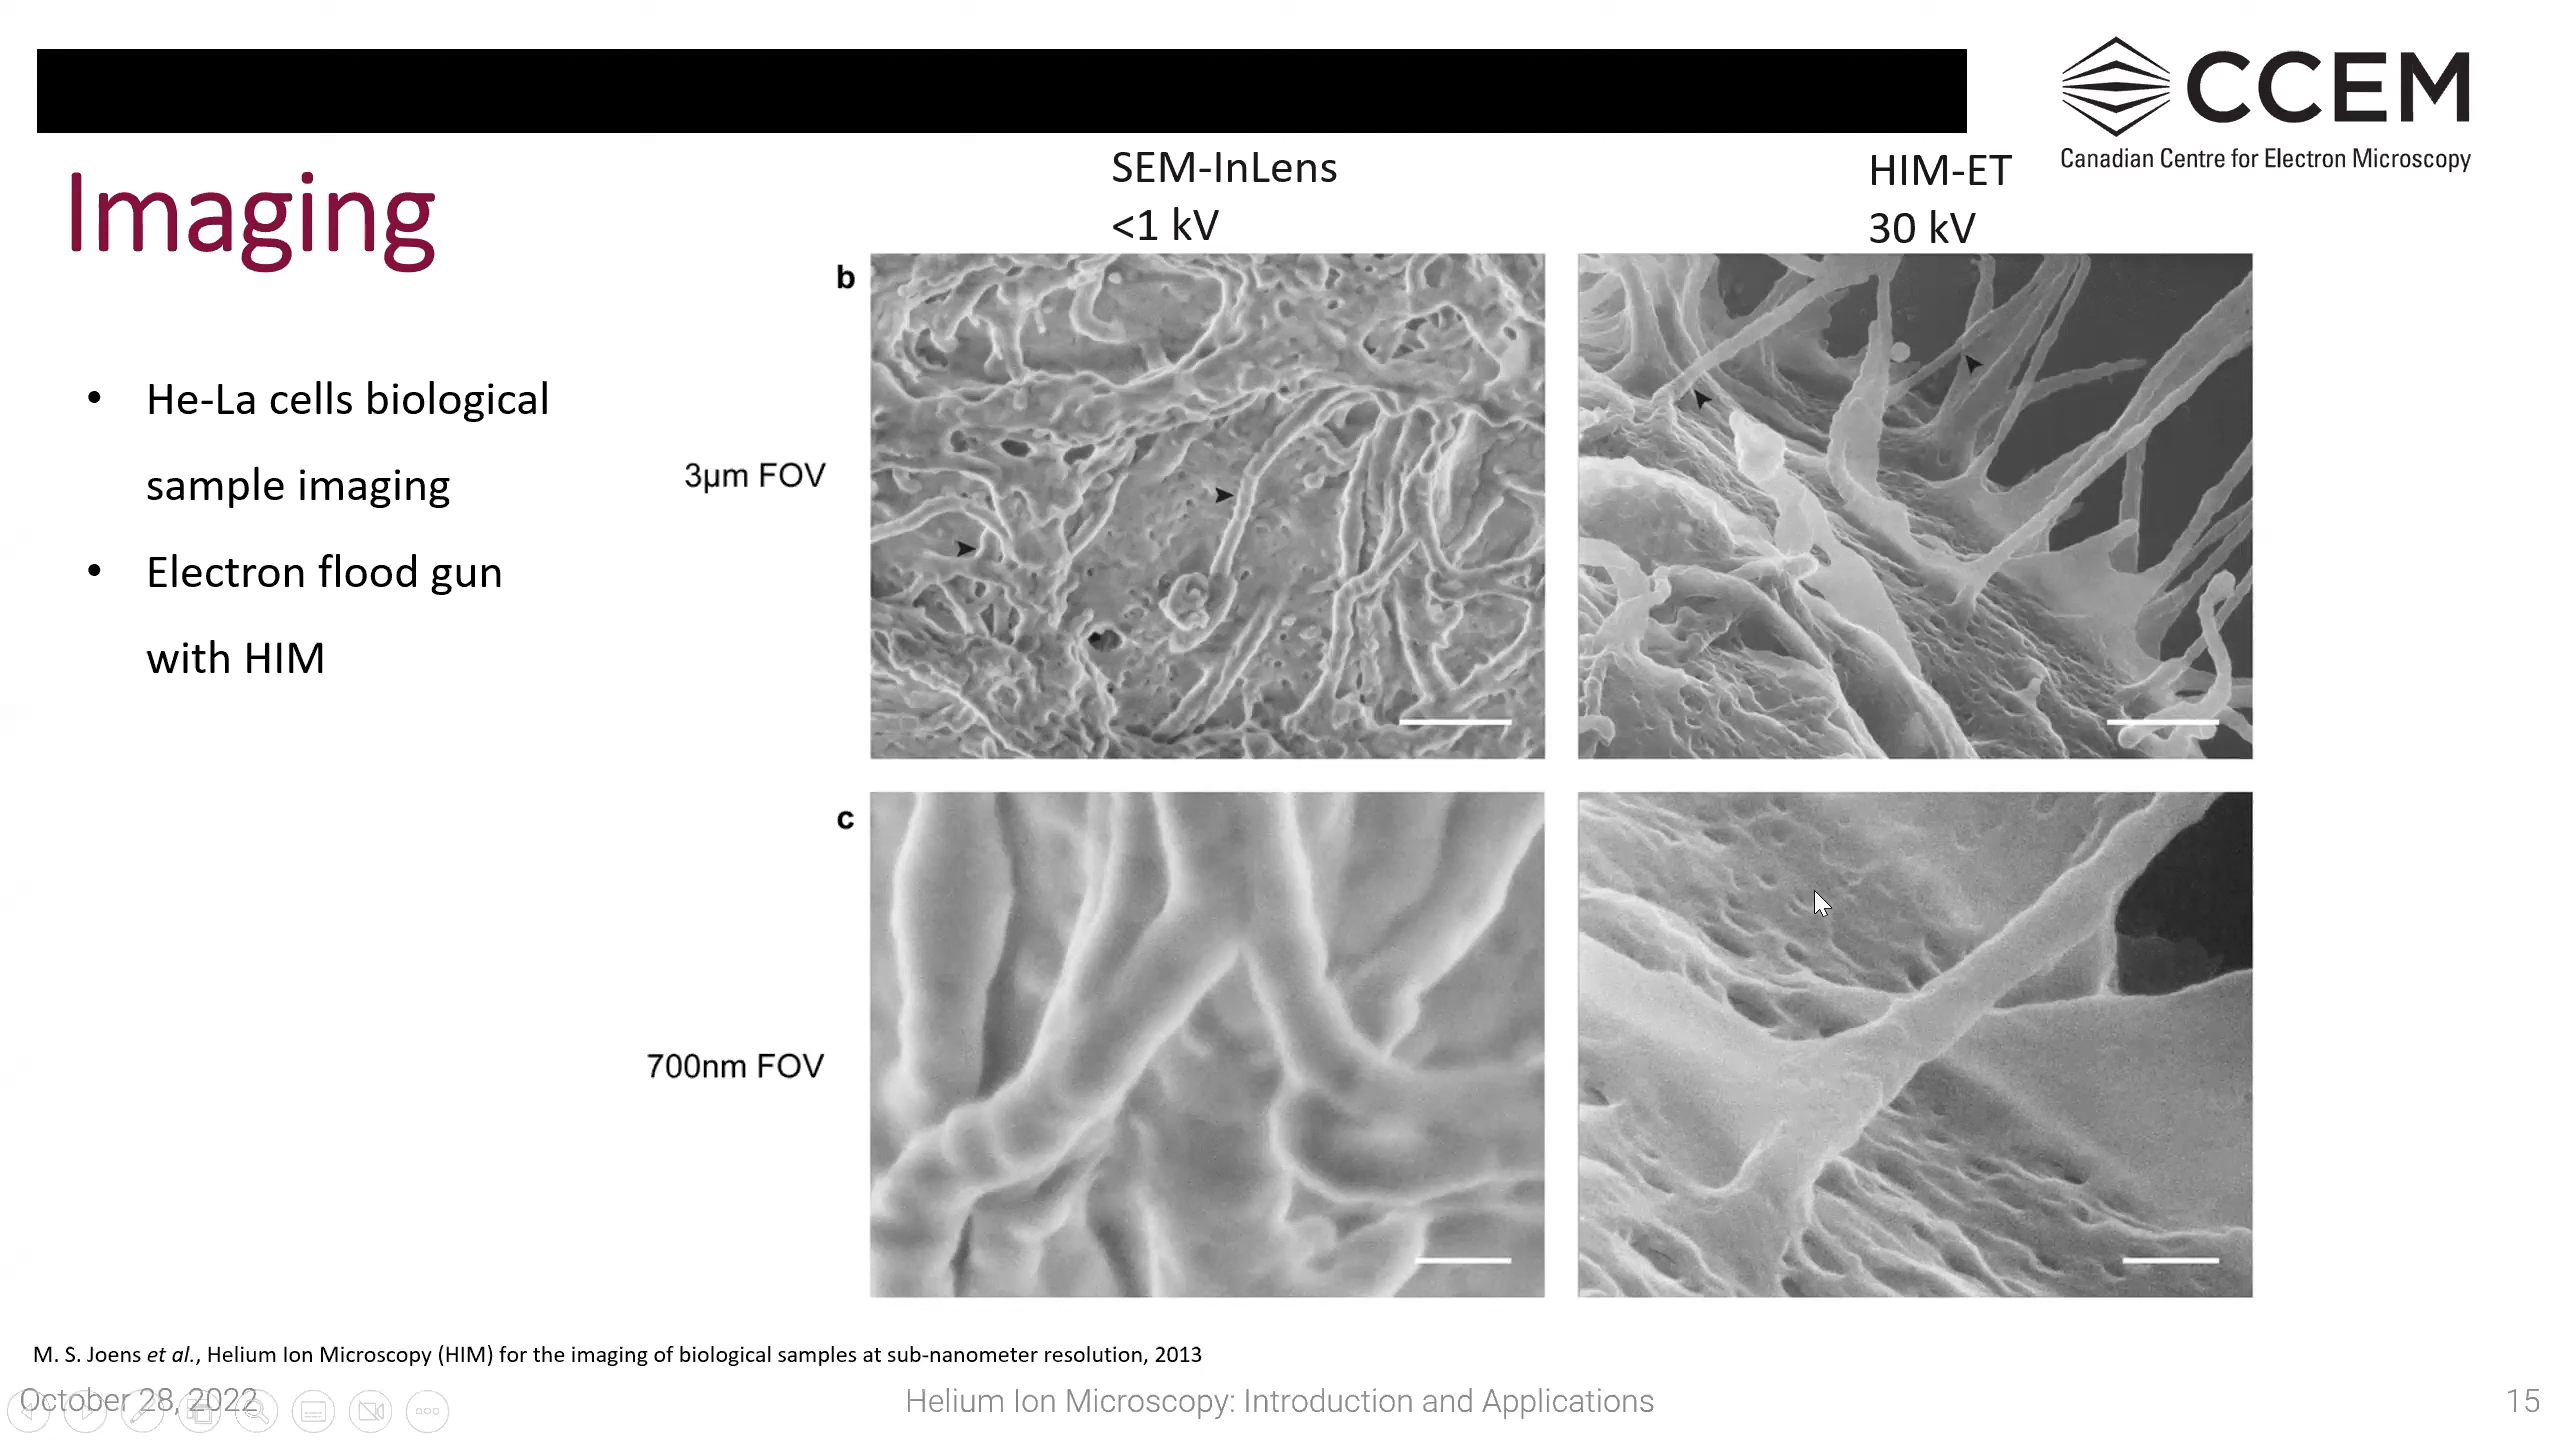 CCEM
Canadian Centre for Electron Microscopy
Imaging
SEM-InLens
<1 kV
HIM-ET
30 kV
• He-La cells biological
sample imaging
• Electron flood gun
with HIM
b
3µm FOV
c
700nm FOV
M. S. Joens et al., Helium Ion Microscopy (HIM) for the imaging of biological samples at sub-nanometer resolution, 2013
October 28, 2022
Helium Ion Microscopy: Introduction and Applications
15